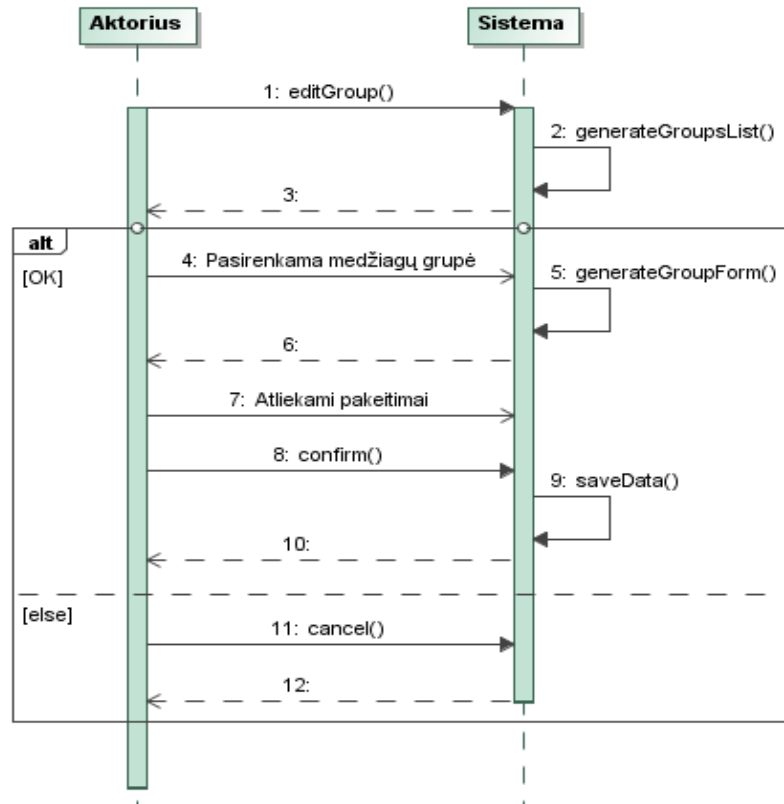 Aktorius
Sistema
1: editGroup()
2: generateGroupsList()
3:
alt
[OK]
4: Pasirenkama medžiagų grupė
5: generateGroupForm()
6:
7: Atliekami pakeitimai
8: confirm()
9: saveData()
10:
[else]
11: cancel()
12: